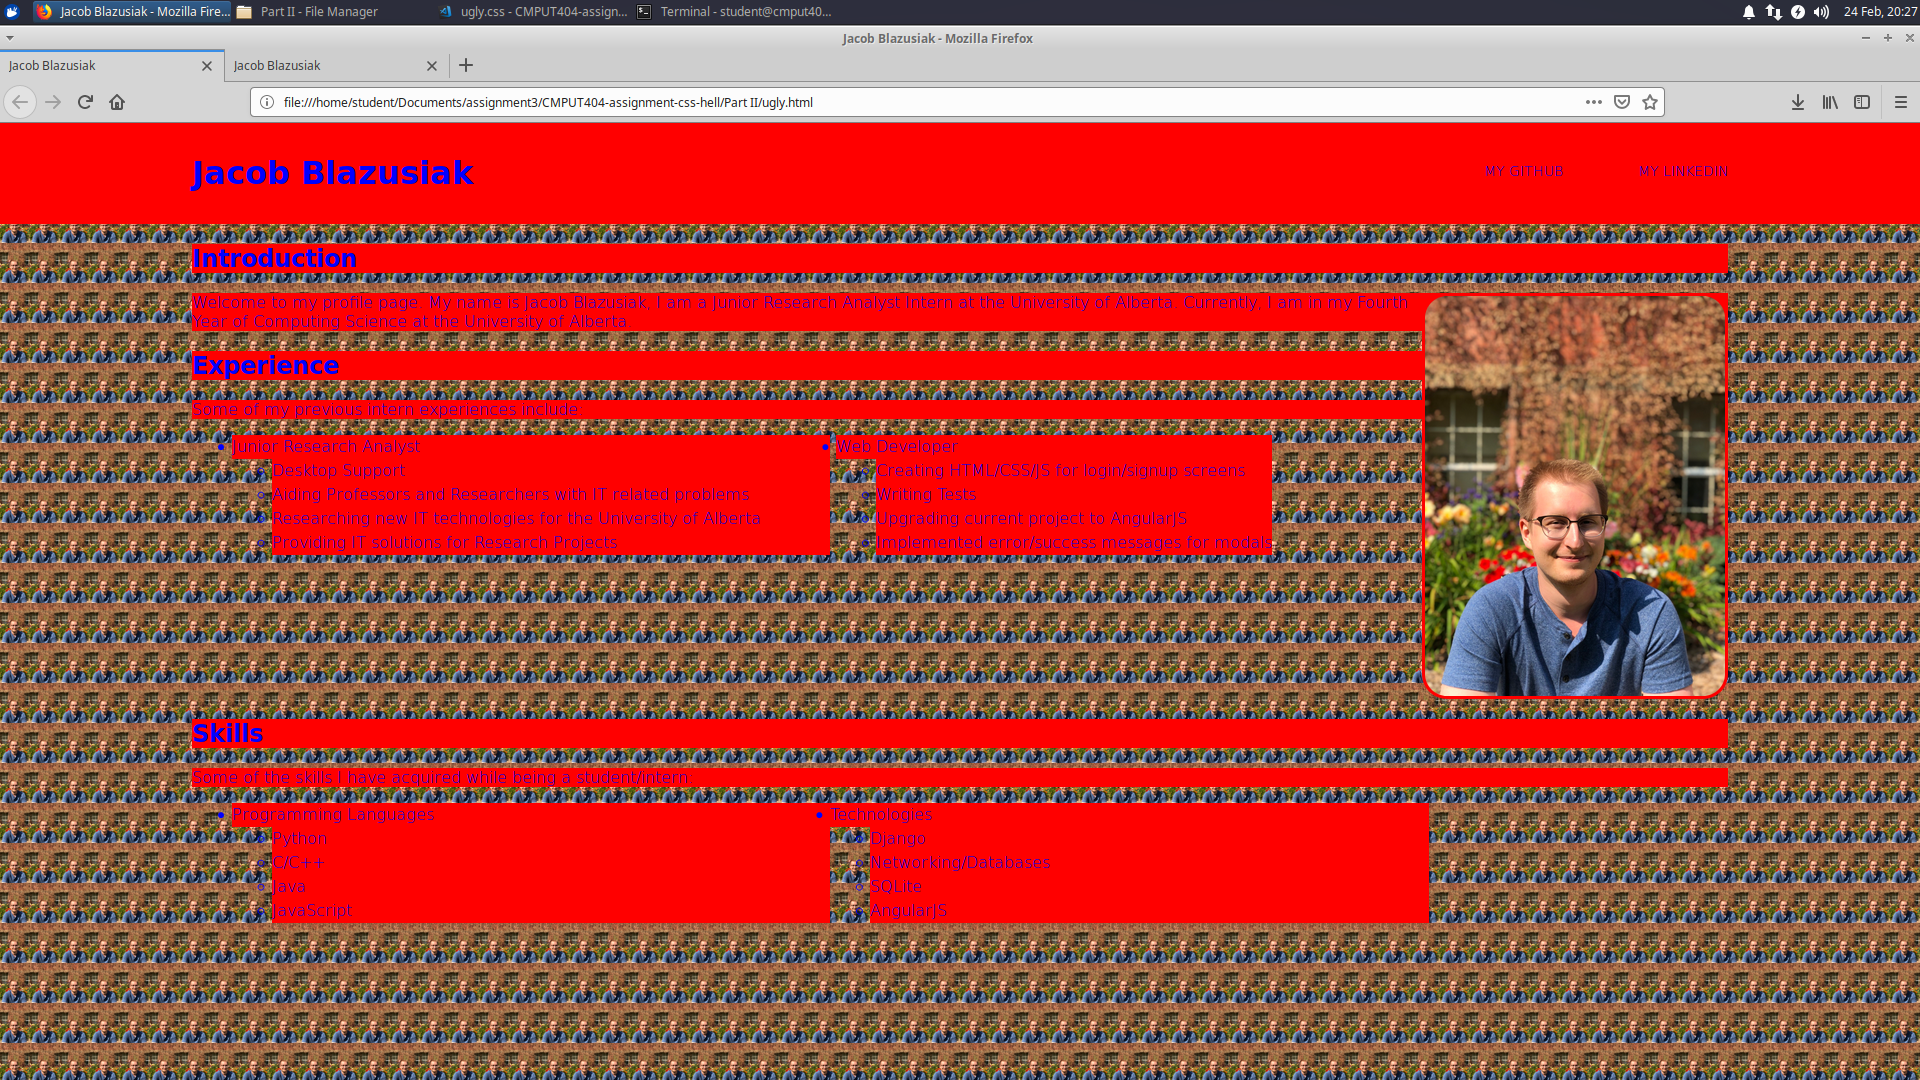 Jacob Blazusiak - Mozilla Fire...
Part II - File Manager
ugly.css - CMPUT404-assign...
Terminal - student@cmput40...
24 Feb, 20:27
Jacob Blazusiak - Mozilla Firefox
Jacob Blazusiak
Jacob Blazusiak
file:///home/student/Documents/assignment3/CMPUT404-assignment-css-hell/Part II/ugly.html
Jacob Blazusiak
MY GITHUB
MY LINKEDIN
Introduction
Welcome to my profile page. My name is Jacob Blazusiak, I am a Junior Research Analyst Intern at the University of Alberta. Currently, I am in my Fourth
Year of Computing Science at the University of Alberta.
Experience
Some of my previous intern experiences include:
Junior Research Analyst
Desktop Support
Aiding Professors and Researchers with IT related problems
Researching new IT technologies for the University of Alberta
Providing IT solutions for Research Projects
Web Developer
Creating HTML/CSS/JS for login/signup screens
Writing Tests
Upgrading current project to AngularJS
Implemented error/success messages for modals
Skills
Some of the skills I have acquired while being a student/intern
Programming Languages
Python
C/C++
Java
JavaScript
Technologies
Django
Networking/Databases
SQLite
AngularJS